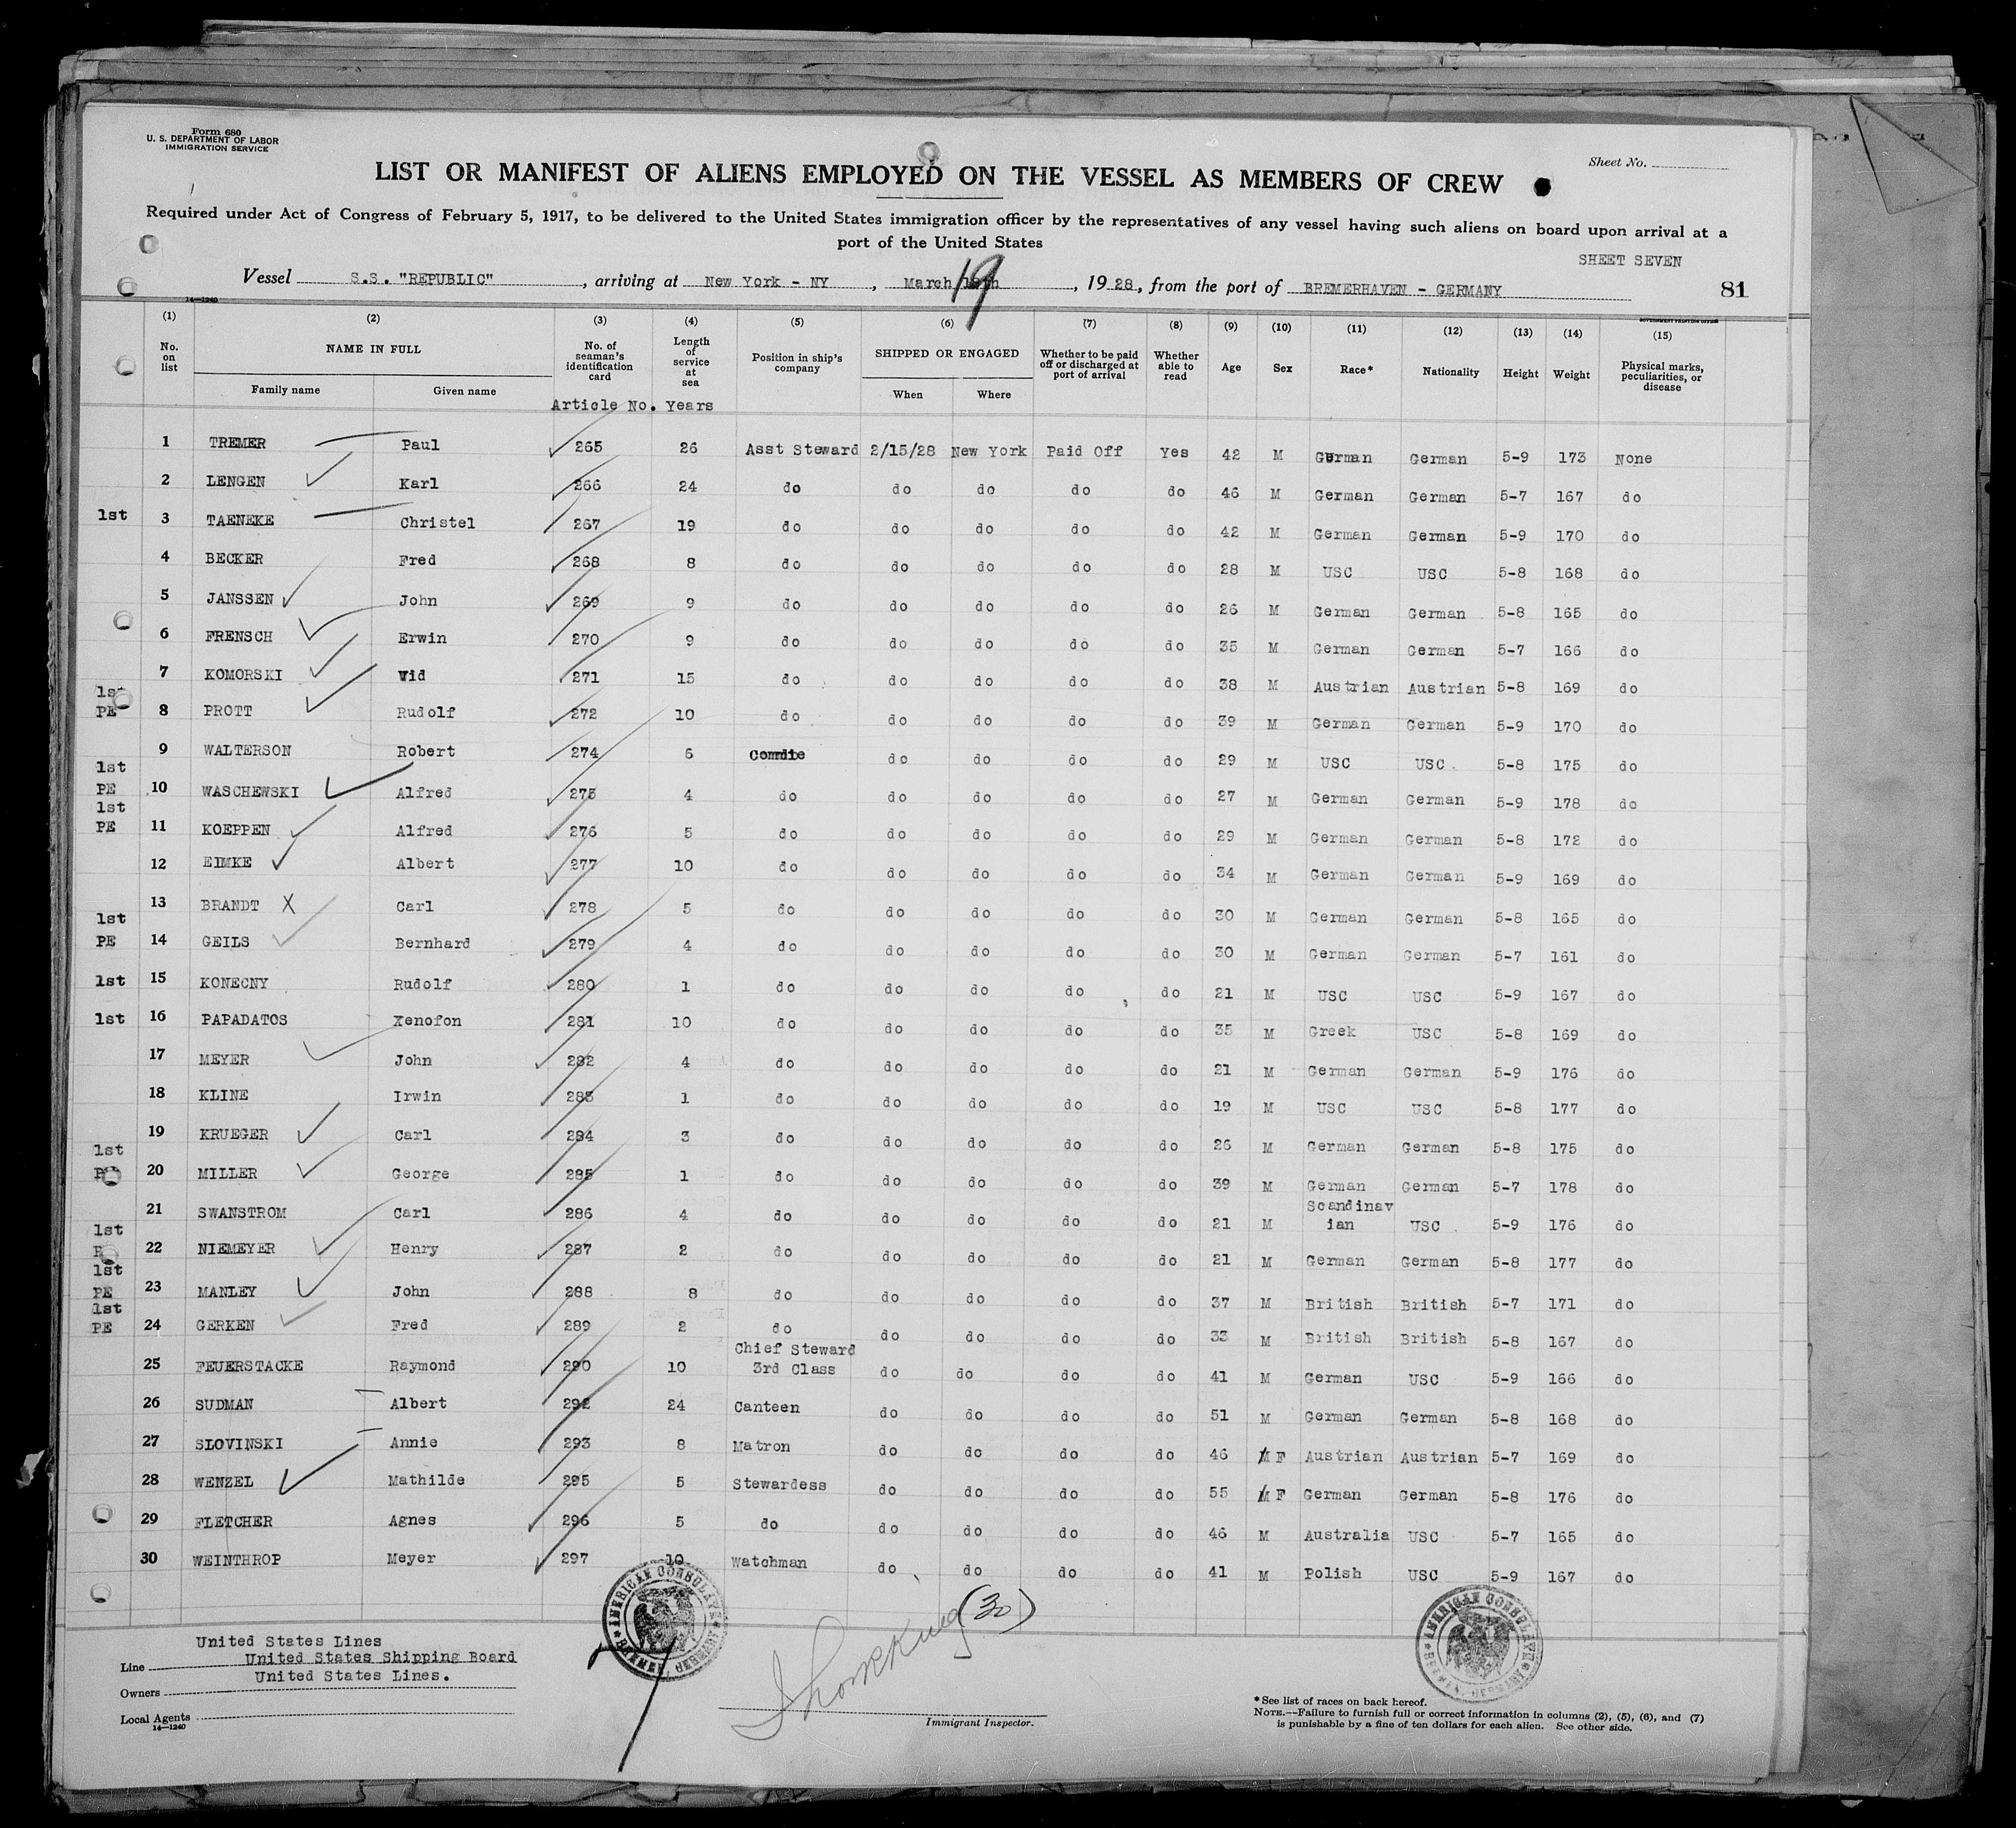 Form 680
U. S. DEPARTMENT OF LABOR
IMMIGRATION SERVICE
Sheet No.
LIST OR MANIFEST OF ALIENS EMPLOYED ON THE VESSEL AS MEMBERS OF CREW
Required under Act of Congress of February 5, 1917, to be delivered to the United States immigration officer by the representatives of any vessel having such aliens on board upon arrival at a
port of the United States
SHEET SEVEN
Vessel S.S. "REPUBLIC", arriving at New York - NY, March 19, 1928, from the port of BREMERHAVEN - GERMANY 81
14—1240
GOVERNMENT PRINTING OFFICE
(1) (2) (3) (4) (5) (6) (7) (8) (9) (10) (11) (12) (13) (14) (15)
No. on list NAME IN FULL No. of seaman's identification card Length of service at sea Position in ship's company SHIPPED OR ENGAGED Whether to be paid off or discharged at port of arrival Whether able to read Age Sex Race* Nationality Height Weight Physical marks, peculiarities, or disease
Family name Given name When Where
Article No. Years
1 TREMER Paul 265 26 Asst Steward 2/15/28 New York Paid Off Yes 42 M German German 5-9 173 None
2 LENGEN Karl 266 24 do do do do do 46 M German German 5-7 167 do
1st 3 TAENEKE Christel 267 19 do do do do do 42 M German German 5-9 170 do
4 BECKER Fred 268 8 do do do do do 28 M USC USC 5-8 168 do
5 JANSSEN John 269 9 do do do do do 26 M German German 5-8 165 do
6 FRENSCH Erwin 270 9 do do do do do 35 M German German 5-7 166 do
7 KOMORSKI Vid 271 15 do do do do do 38 M Austrian Austrian 5-8 169 do
1st PE 8 PROTT Rudolf 272 10 do do do do do 39 M German German 5-9 170 do
9 WALTERSON Robert 274 6 do do do do 29 M USC USC 5-8 175 do
1st PE 10 WASCHEWSKI Alfred 275 4 do do do do do 27 M German German 5-9 178 do
1st PE 11 KOEPPEN Alfred 276 5 do do do do do 29 M German German 5-8 172 do
12 EIMKE Albert 277 10 do do do do do 34 M German German 5-9 169 do
13 BRANDT X Carl 278 5 do do do do do 30 M German German 5-8 165 do
1st PE 14 GEILS Bernhard 279 4 do do do do do 30 M German German 5-7 161 do
1st 15 KONECNY Rudolf 280 1 do do do do do 21 M USC USC 5-9 167 do
1st 16 PAPADATOS Xenofon 281 10 do do do do do 35 M Greek USC 5-8 169 do
17 MEYER John 282 4 do do do do do 21 M German German 5-9 176 do
18 KLINE Irwin 283 1 do do do do do 19 M USC USC 5-8 177 do
19 KRUEGER Carl 284 3 do do do do do 26 M German German 5-8 175 do
1st 20 MILLER George 285 1 do do do do do 39 M German German 5-7 178 do
21 SWANSTROM Carl 286 4 do do do do do 21 M Scandinavian USC 5-9 176 do
1st 22 NIEMEYER Henry 287 2 do do do do do 21 M German German 5-8 177 do
1st PE 23 MANLEY John 288 8 do do do do do 37 M British British 5-7 171 do
1st PE 24 GERKEN Fred 289 2 do do do do do 33 M British British 5-8 167 do
25 FEUERSTACKE Raymond 290 10 Chief Steward 3rd Class do do do do 41 M German USC 5-9 166 do
26 SUDMAN Albert 292 24 Canteen do do do do 51 M German German 5-8 168 do
27 SLOVINSKI Annie 293 8 Matron do do do do 46 M F Austrian Austrian 5-7 169 do
28 WENZEL Mathilde 295 5 Stewardess do do do do 55 M F German German 5-8 176 do
29 FLETCHER Agnes 296 5 do do do do do 46 M Australia USC 5-7 165 do
30 WEINTHROP Meyer 297 10 Watchman do do do do 41 M Polish USC 5-9 167 do
(30)
AMERICAN CONSULATE BREMEN, GERMANY
AMERICAN CONSULATE BREMEN, GERMANY
United States Lines
Line United States Shipping Board
Owners United States Lines.
Local Agents
14—1240
Immigrant Inspector.
*See list of races on back hereof.
NOTE.—Failure to furnish full or correct information in columns (2), (5), (6), and (7)
is punishable by a fine of ten dollars for each alien. See other side.